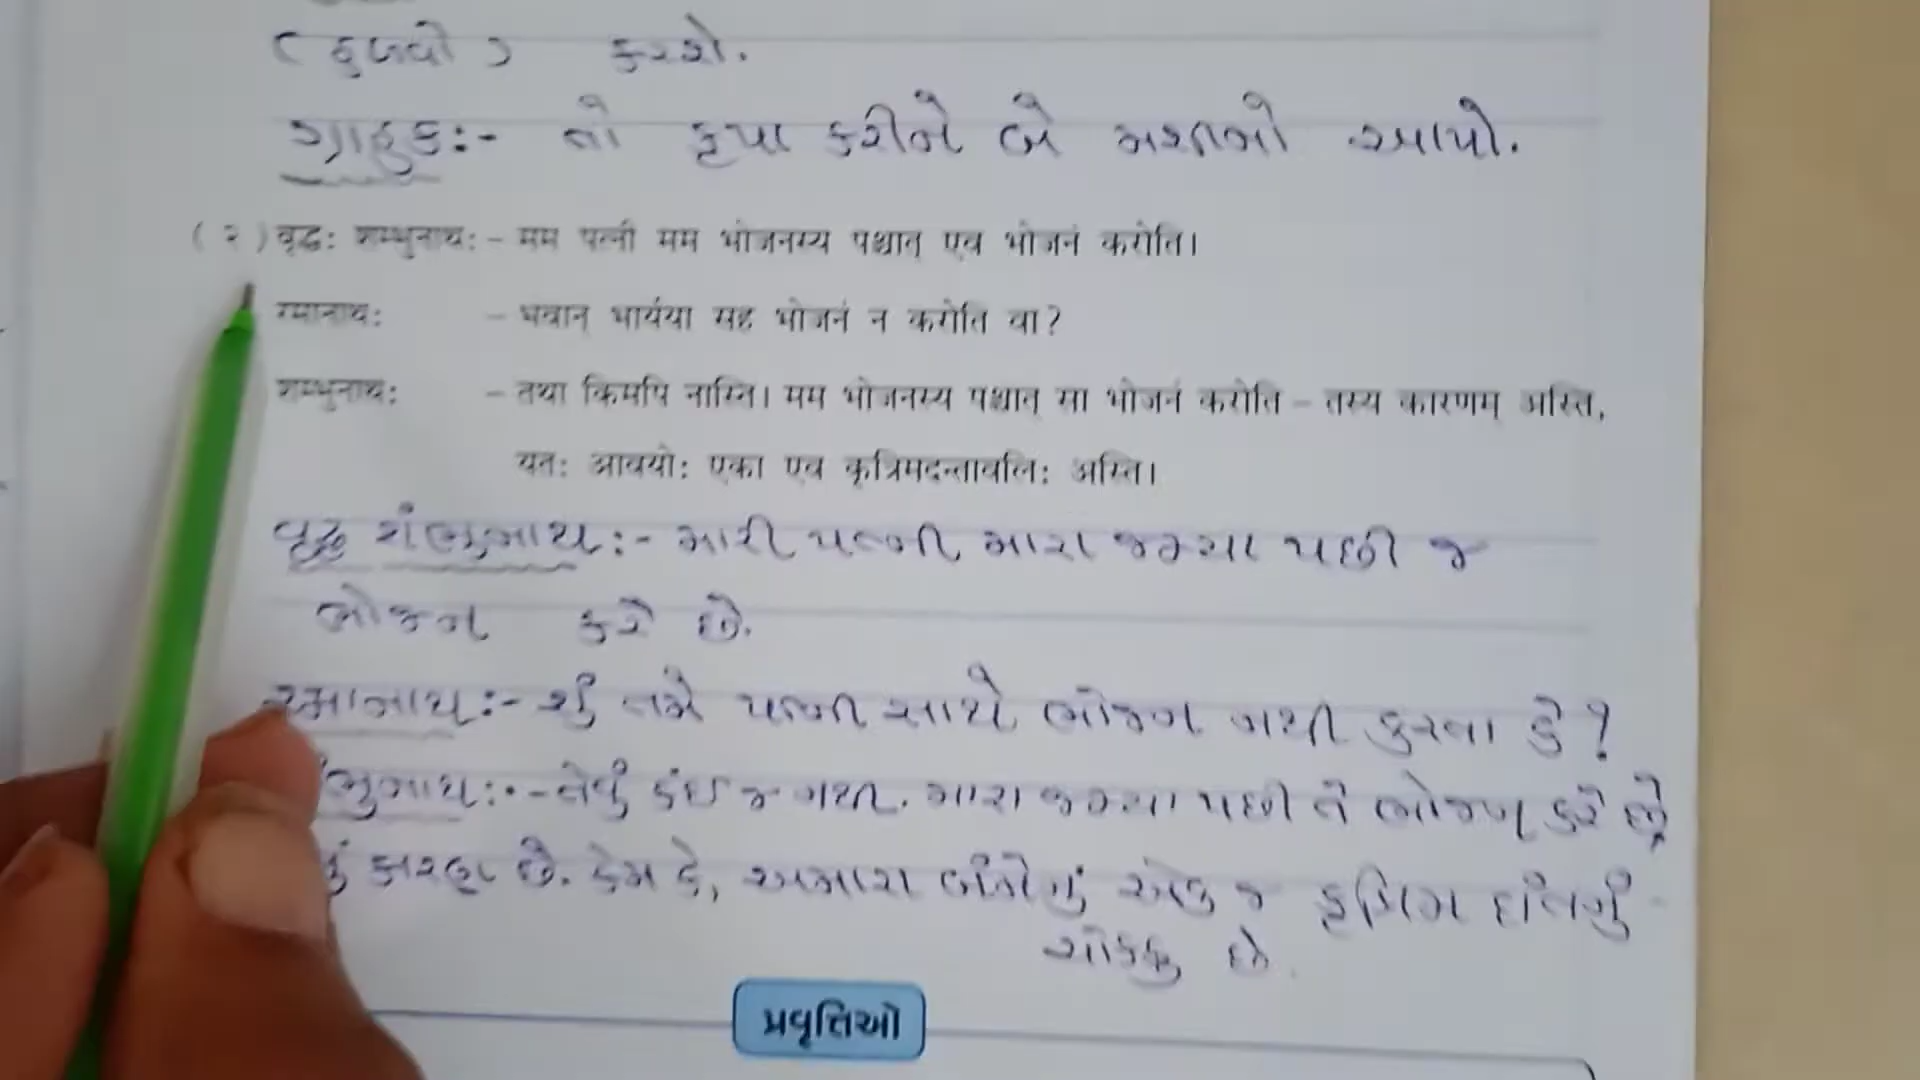 ( હળવો ) કરશે.
ગ્રાહક:- તો કૃપા કરીને બે મશાનો આપો.
( २ ) वृद्धः शम्भुनाथः - मम पत्नी मम भोजनस्य पश्चात् एव भोजनं करोति।
रमानाथः - भवान् भार्यया सह भोजनं न करोति वा?
शम्भुनाथः - तथा किमपि नास्ति। मम भोजनस्य पश्चात् सा भोजनं करोति - तस्य कारणम् अस्ति,
यतः आवयोः एका एव कृत्रिमदन्तावलिः अस्ति।
વૃદ્ધ શંભુનાથ:- મારી પત્ની મારા જમ્યા પછી જ
ભોજન કરે છે.
રમાનાથ:- શું તમે પત્ની સાથે ભોજન નથી કરતા કે?
શંભુનાથ:- તેવું કંઈ જ નથી. મારા જમ્યા પછી તે ભોજન કરે છે
કારણ છે. કેમ કે, અમારા બંનેનું એક જ કૃત્રિમ દાંતનું
ચોકઠુ છે.
પ્રવૃત્તિઓ